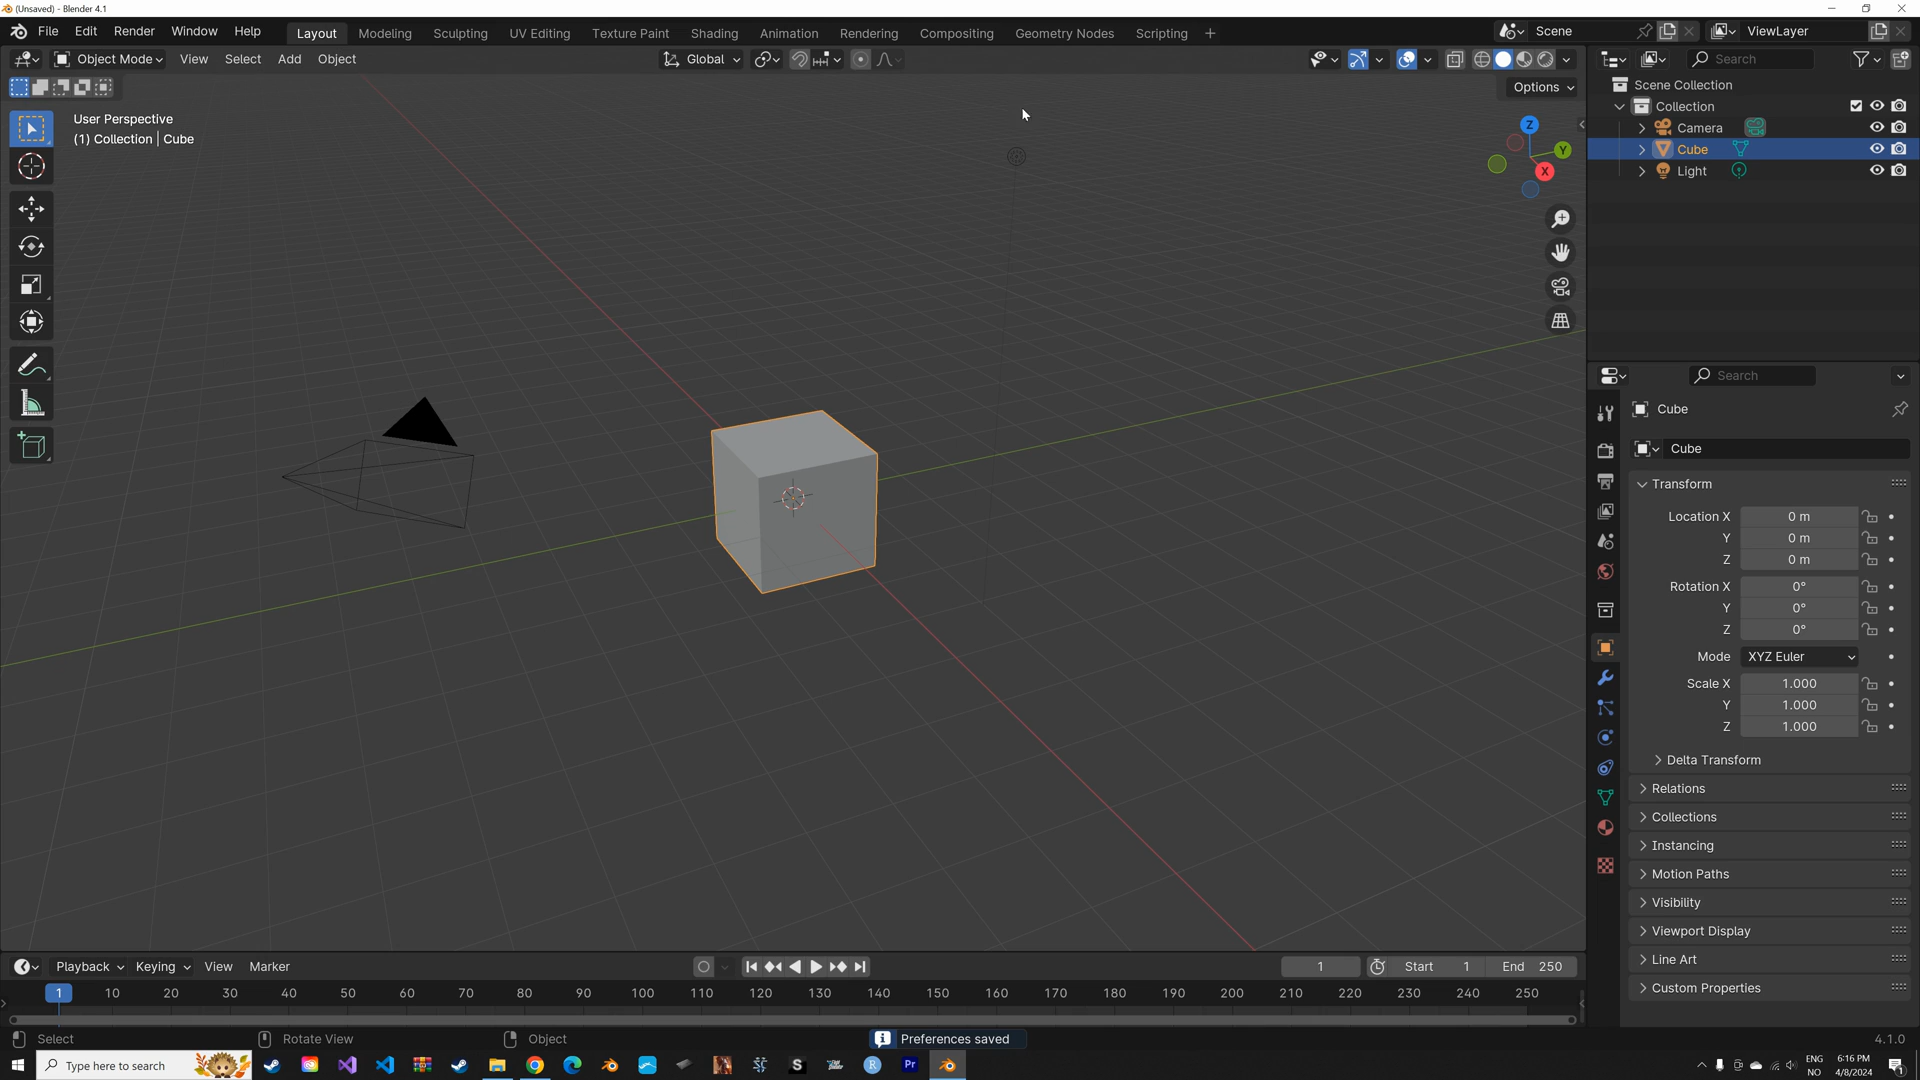 (Unsaved) - Blender 4.1
File Edit Render Window Help Layout Modeling Sculpting UV Editing Texture Paint Shading Animation Rendering Compositing Geometry Nodes Scripting + Scene ViewLayer
Object Mode View Select Add Object Global Search
Options
User Perspective
(1) Collection | Cube
Z
Y
X
Scene Collection
Collection
Camera
Cube
Light
Search
Cube
Cube
Transform
Location X 0 m
Y 0 m
Z 0 m
Rotation X 0°
Y 0°
Z 0°
Mode XYZ Euler
Scale X 1.000
Y 1.000
Z 1.000
Delta Transform
Relations
Collections
Instancing
Motion Paths
Visibility
Viewport Display
Line Art
Custom Properties
Playback Keying View Marker 1 Start 1 End 250
1 10 20 30 40 50 60 70 80 90 100 110 120 130 140 150 160 170 180 190 200 210 220 230 240 250
Select Rotate View Object Preferences saved 4.1.0
Type here to search S R Pr ENG 6:16 PM
NO 4/8/2024 1